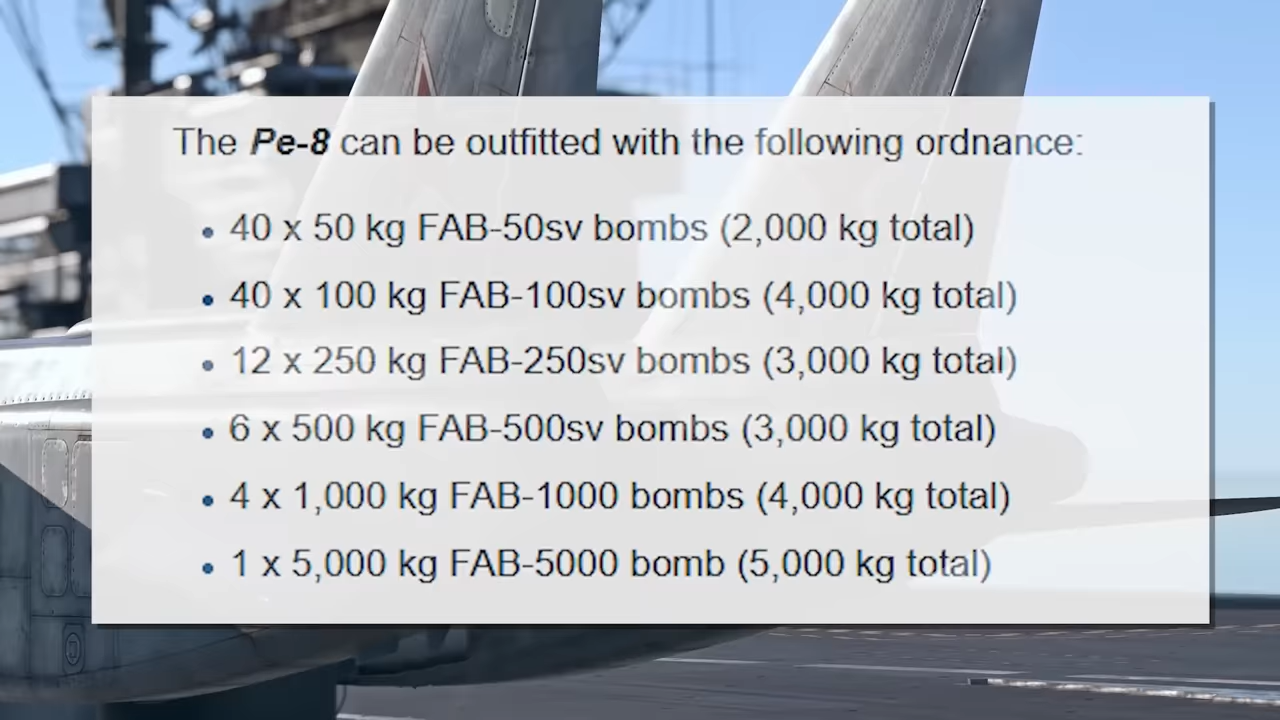 The Pe-8 can be outfitted with the following ordnance:
• 40 x 50 kg FAB-50sv bombs (2,000 kg total)
• 40 x 100 kg FAB-100sv bombs (4,000 kg total)
• 12 x 250 kg FAB-250sv bombs (3,000 kg total)
• 6 x 500 kg FAB-500sv bombs (3,000 kg total)
• 4 x 1,000 kg FAB-1000 bombs (4,000 kg total)
• 1 x 5,000 kg FAB-5000 bomb (5,000 kg total)